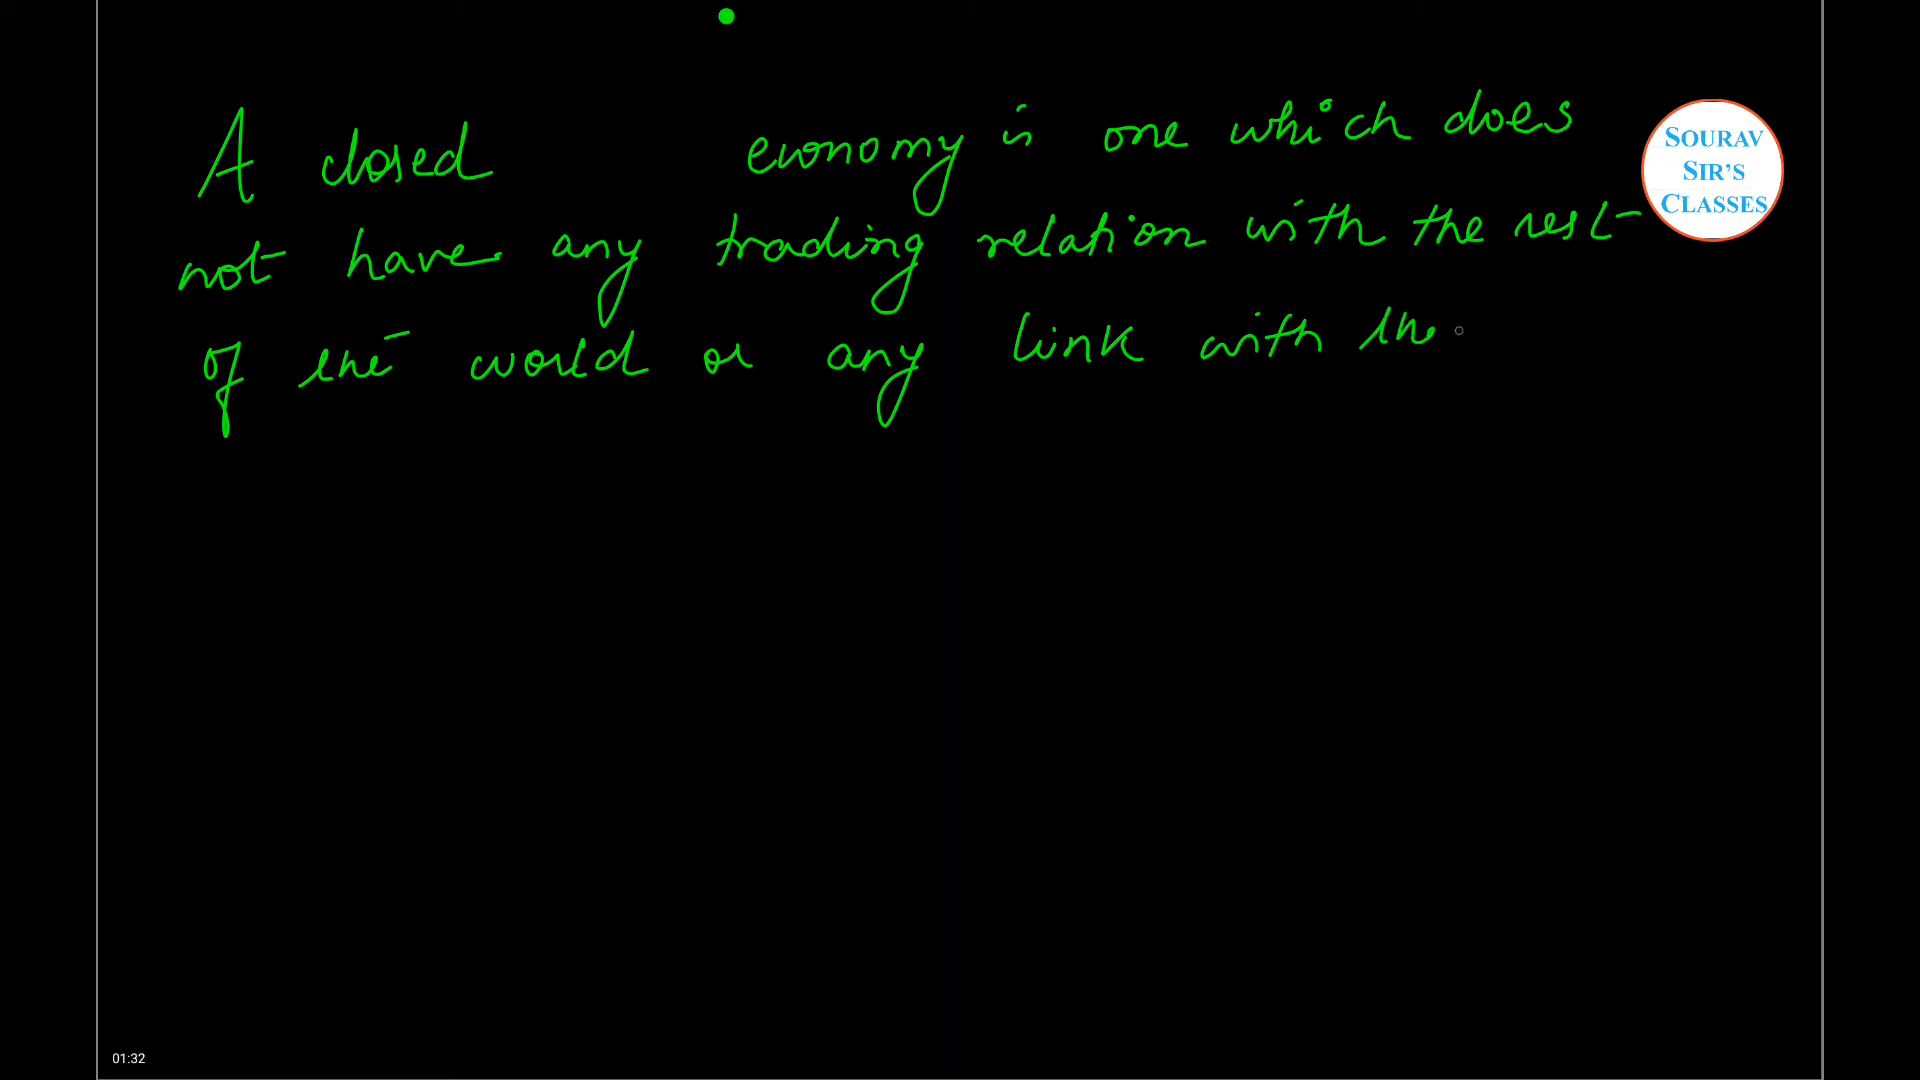 A closed economy is one which does
not have any trading relation with the rest
of the world or any link with the
SOURAV
SIR'S
CLASSES
01:32